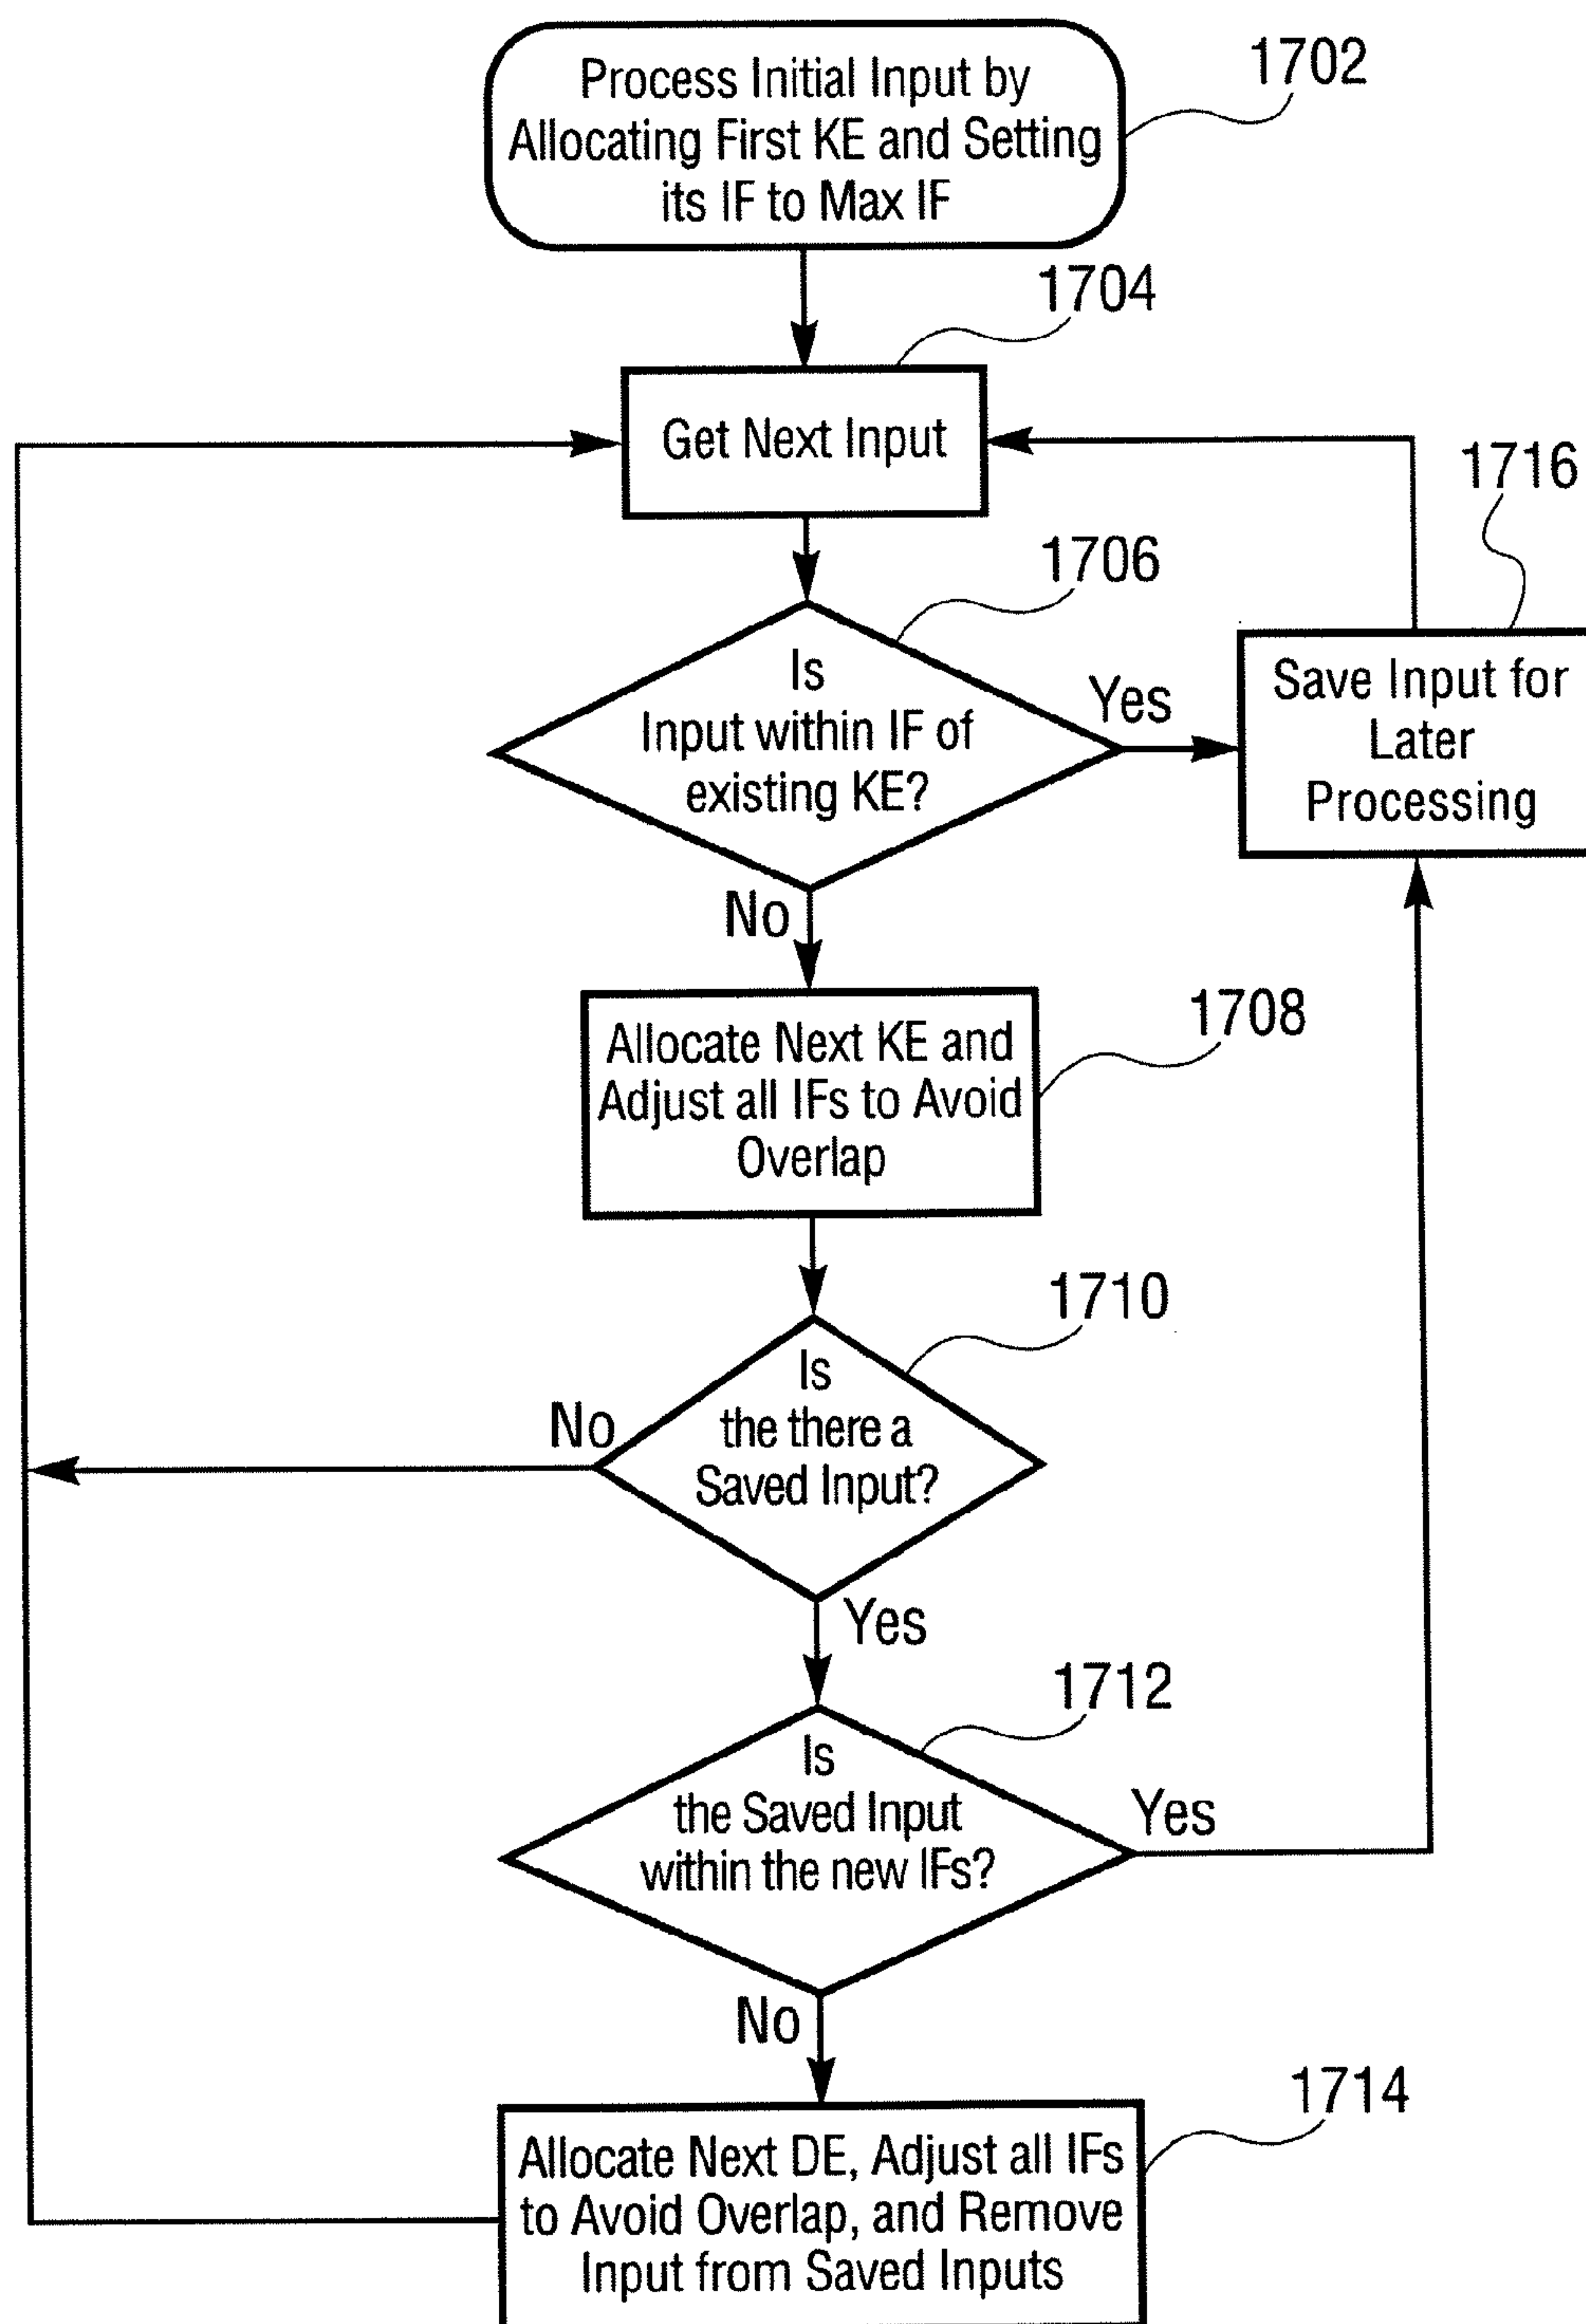 Process Initial Input by
Allocating First KE and Setting
its IF to Max IF
1702
1704
Get Next Input
1716
1706
Is
Input within IF of
existing KE?
Yes
Save Input for
Later
Processing
No
Allocate Next KE and
Adjust all IFs to Avoid
Overlap
1708
1710
Is
the there a
Saved Input?
No
Yes
1712
Is
the Saved Input
within the new IFs?
Yes
No
1714
Allocate Next DE, Adjust all IFs
to Avoid Overlap, and Remove
Input from Saved Inputs